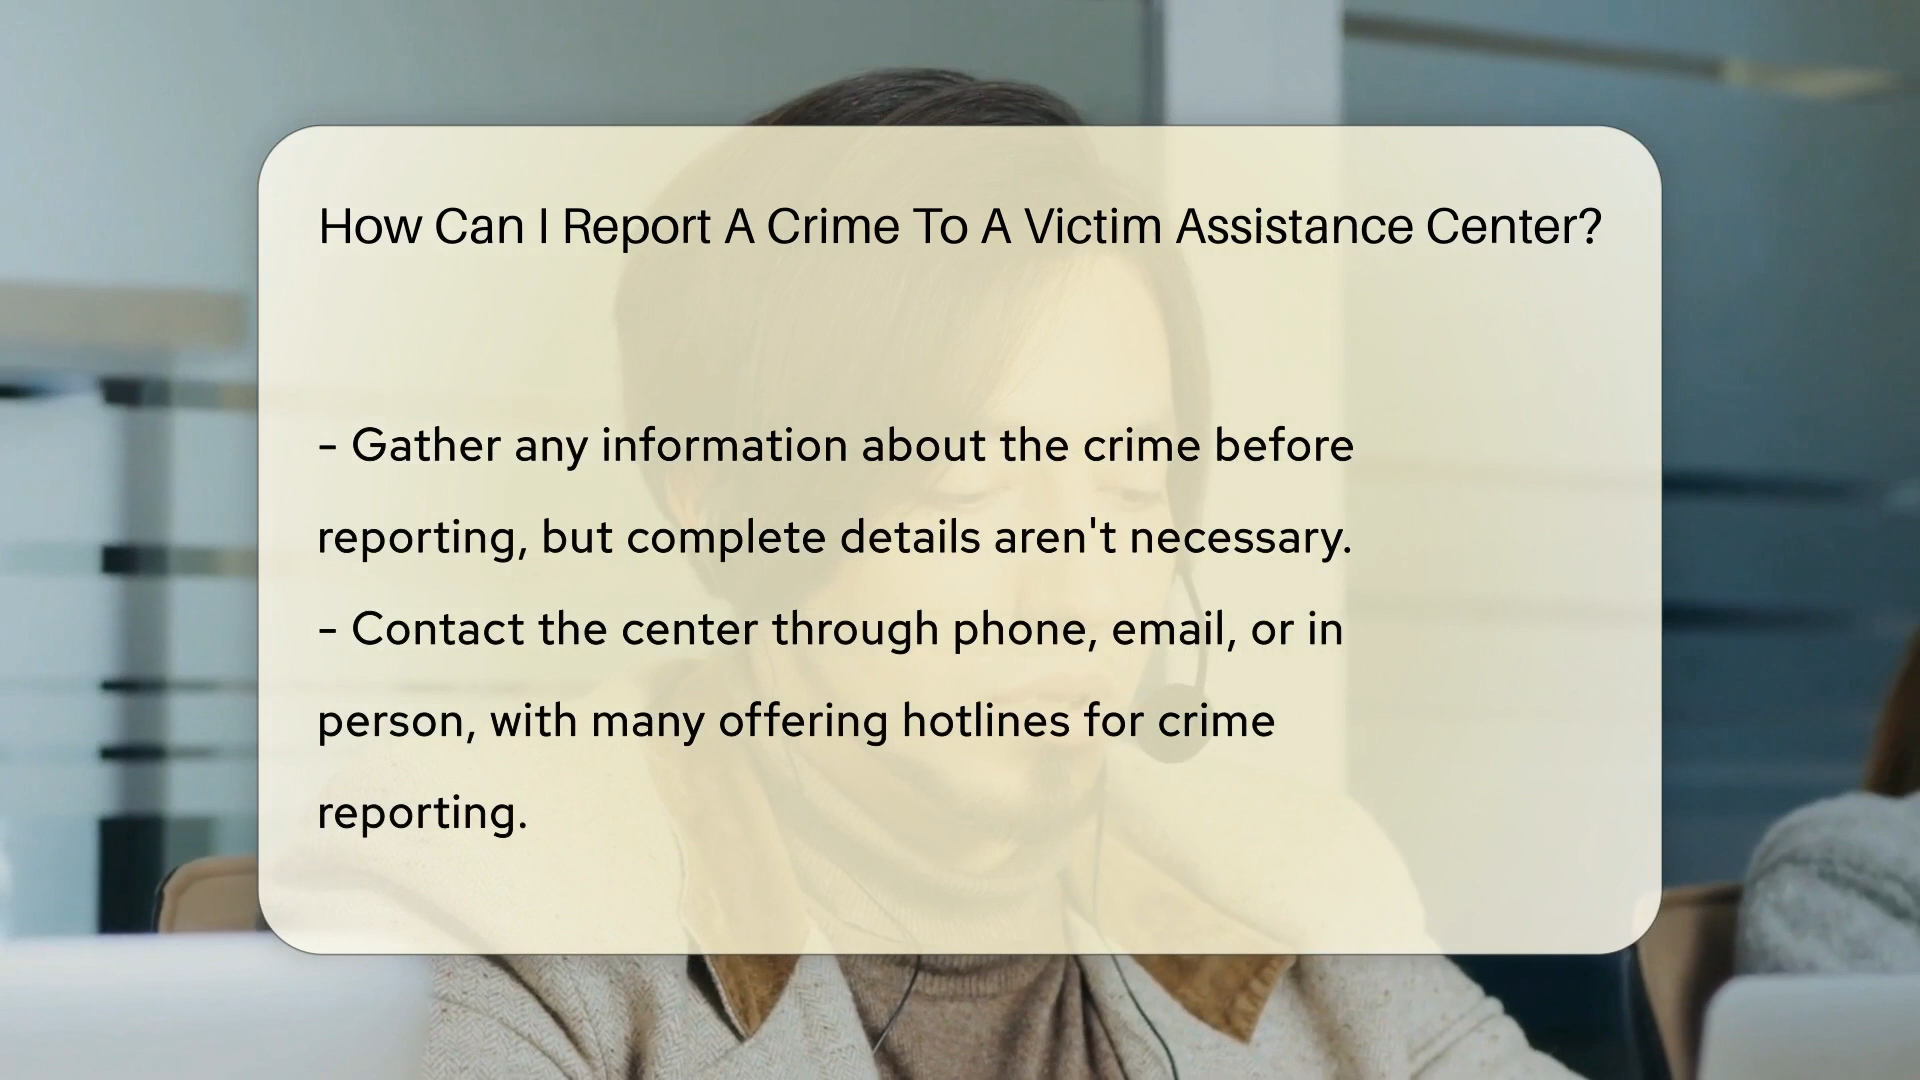 How Can I Report A Crime To A Victim Assistance Center?
- Gather any information about the crime before
reporting, but complete details aren't necessary.
- Contact the center through phone, email, or in
person, with many offering hotlines for crime
reporting.